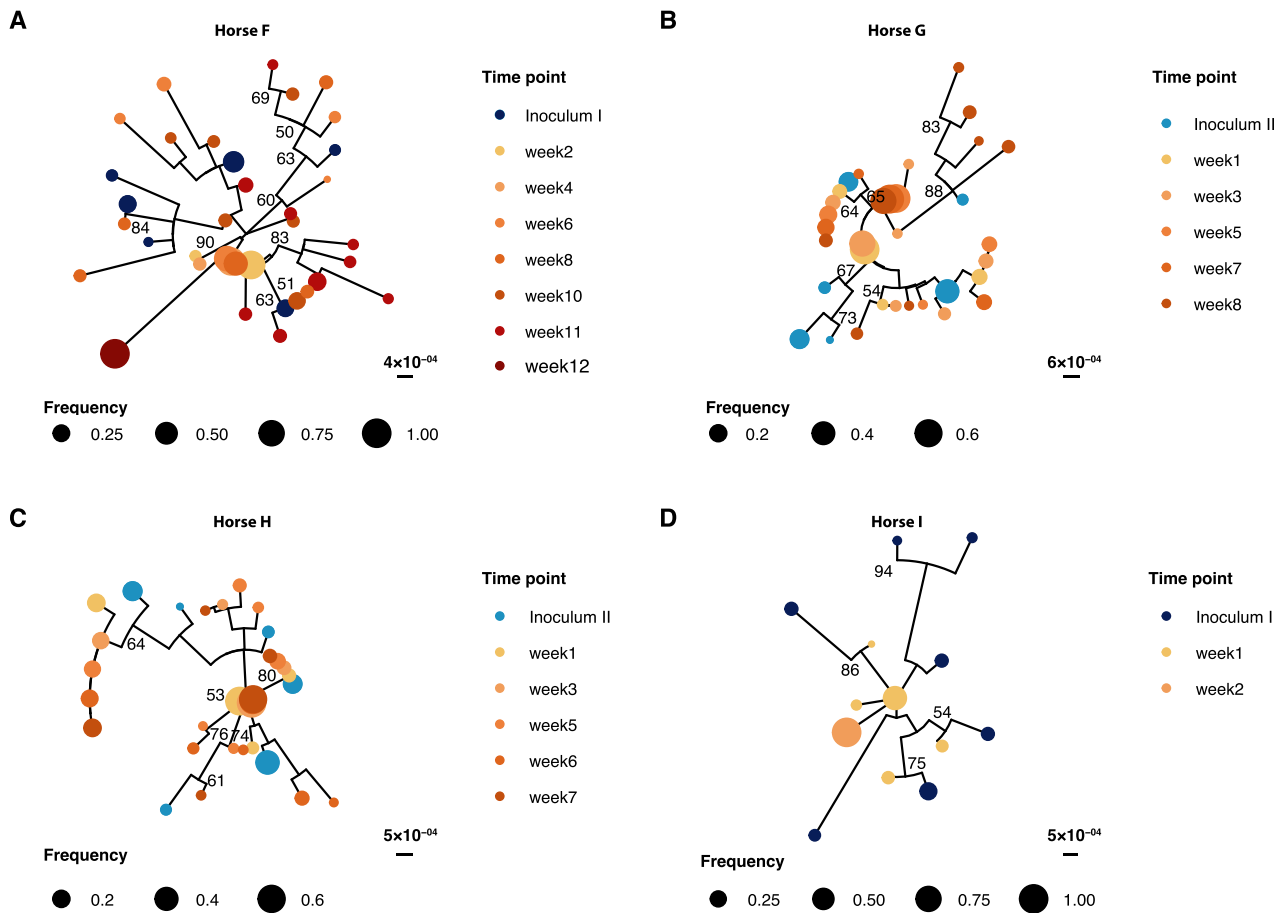 A
Horse F
69
50
63
60
84
90
83
51
63
Time point
Inoculum I
week2
week4
week6
week8
week10
week11
week12
4×10⁻⁰⁴
Frequency
0.25 0.50 0.75 1.00
B
Horse G
83
88
65
64
67
54
73
Time point
Inoculum II
week1
week3
week5
week7
week8
6×10⁻⁰⁴
Frequency
0.2 0.4 0.6
C
Horse H
64
80
53
76 74
61
Time point
Inoculum II
week1
week3
week5
week6
week7
5×10⁻⁰⁴
Frequency
0.2 0.4 0.6
D
Horse I
94
86
54
75
Time point
Inoculum I
week1
week2
5×10⁻⁰⁴
Frequency
0.25 0.50 0.75 1.00